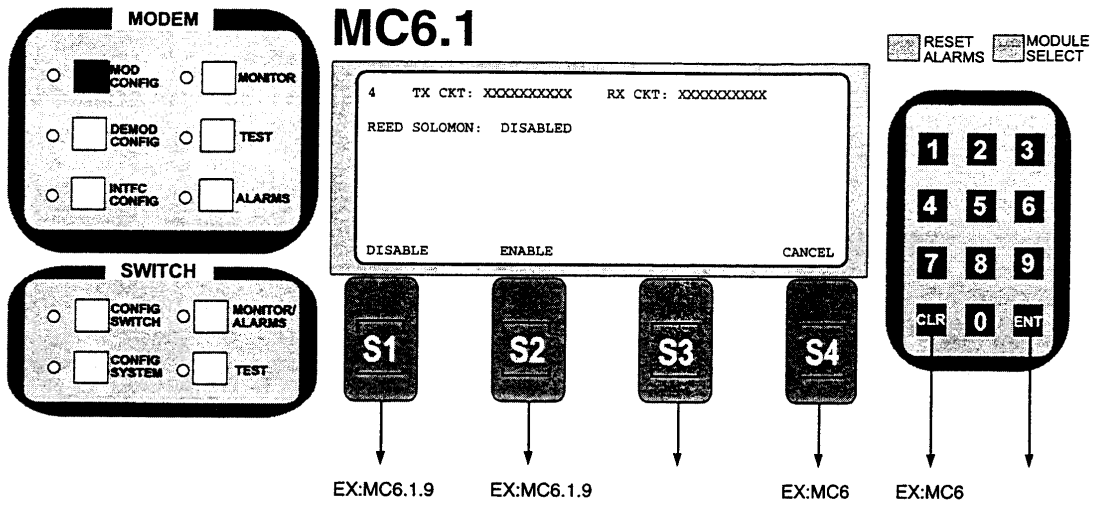 MODEM
MOD CONFIG
MONITOR
DEMOD CONFIG
TEST
INTFC CONFIG
ALARMS
SWITCH
CONFIG SWITCH
MONITOR/ ALARMS
CONFIG SYSTEM
TEST
MC6.1
4 TX CKT: XXXXXXXXXX RX CKT: XXXXXXXXXX
REED SOLOMON: DISABLED
DISABLE ENABLE CANCEL
S1 S2 S3 S4
EX:MC6.1.9 EX:MC6.1.9 EX:MC6 EX:MC6
RESET ALARMS
MODULE SELECT
1 2 3
4 5 6
7 8 9
CLR 0 ENT